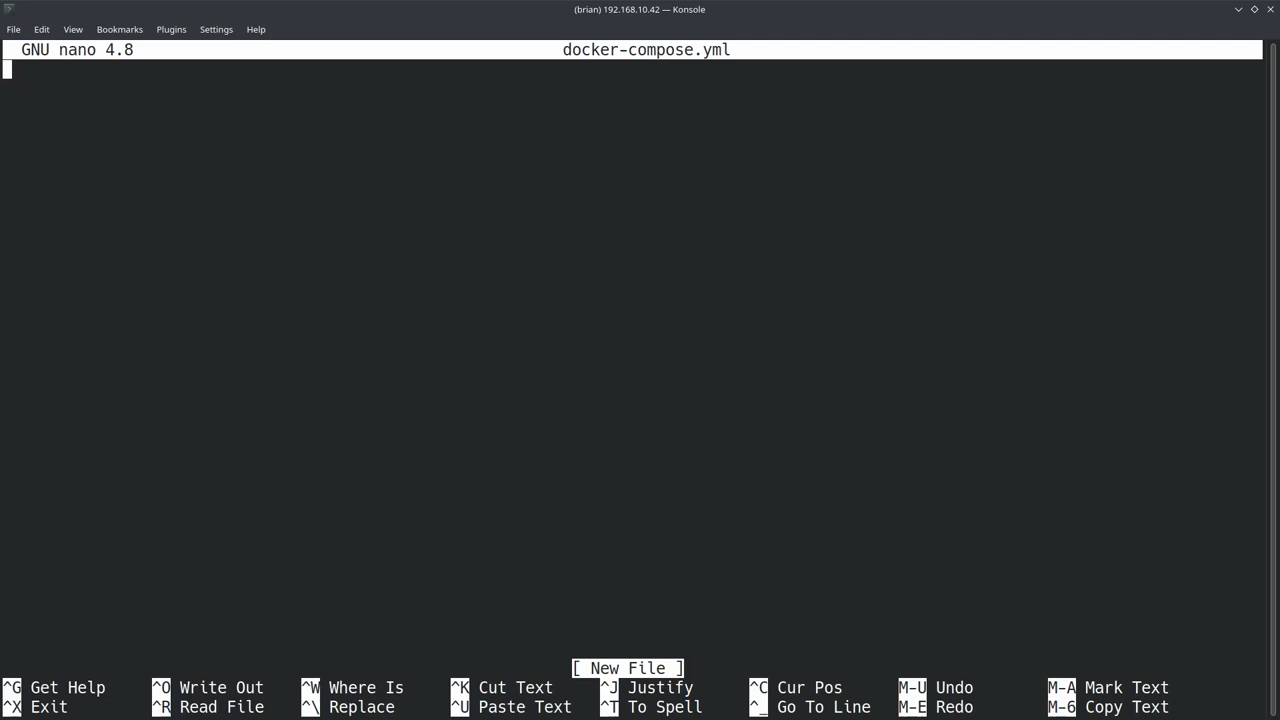 (brian) 192.168.10.42 — Konsole
File Edit View Bookmarks Plugins Settings Help
GNU nano 4.8 docker-compose.yml
[ New File ]
^G Get Help ^O Write Out ^W Where Is ^K Cut Text ^J Justify ^C Cur Pos M-U Undo M-A Mark Text
^X Exit ^R Read File ^\ Replace ^U Paste Text ^T To Spell ^_ Go To Line M-E Redo M-6 Copy Text